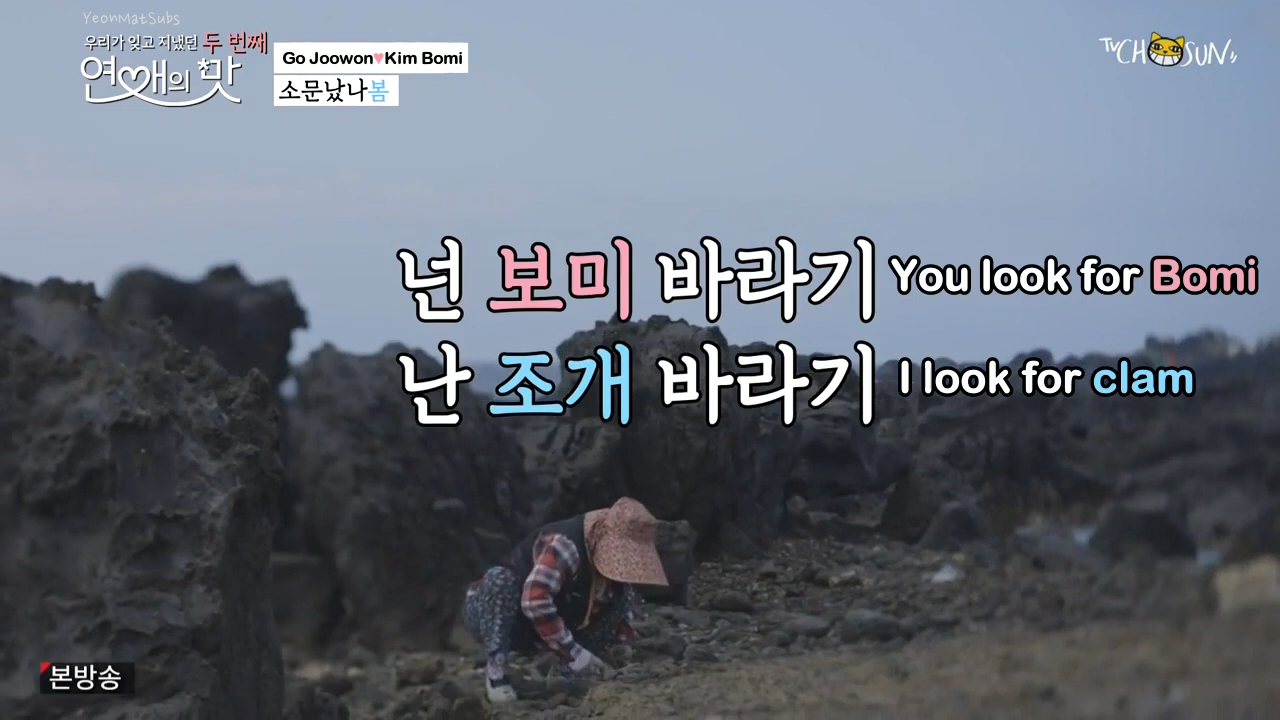 YeonMatSubs
우리가 잊고 지냈던 두 번째
연애의 맛
Go Joowon♥Kim Bomi
소문났나봄
TV CHOSUN
넌 보미 바라기 You look for Bomi
난 조개 바라기 I look for clam
본방송